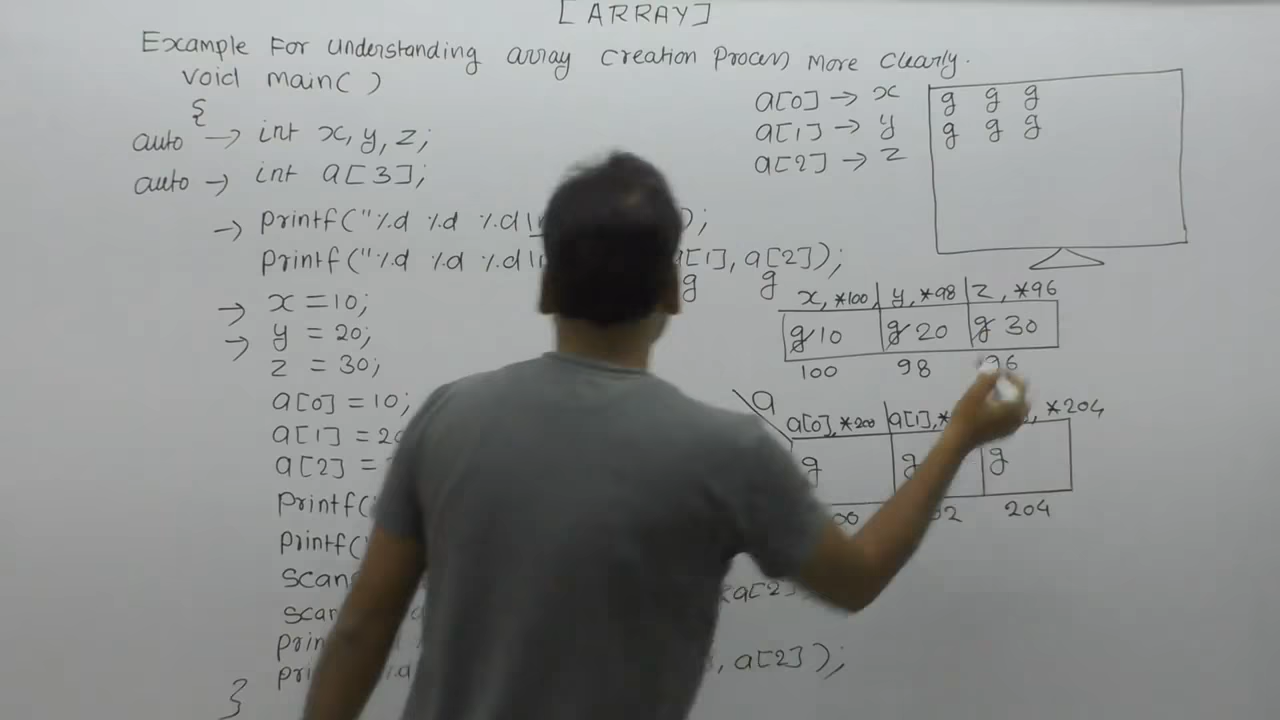 [ARRAY]
Example For Understanding array creation Process More Clearly.
void main( )
{
auto → int x, y, z;
auto → int a[3];
→ printf("%d %d %d\n );
printf("%d %d %d\n a[1], a[2]);
g g
→ x = 10;
→ y = 20;
z = 30;
a[0] = 10;
a[1] = 20
a[2] =
printf(
printf(
scan
scan
&a[2]
prin
pri %d , a[2]);
}
a[0] → x
a[1] → y
a[2] → z
g g g
g g g
x, *100, y, *98 z, *96
g 10 g 20 g 30
100 98 96
a
a[0], *200 a[1], * , *204
g g g
204